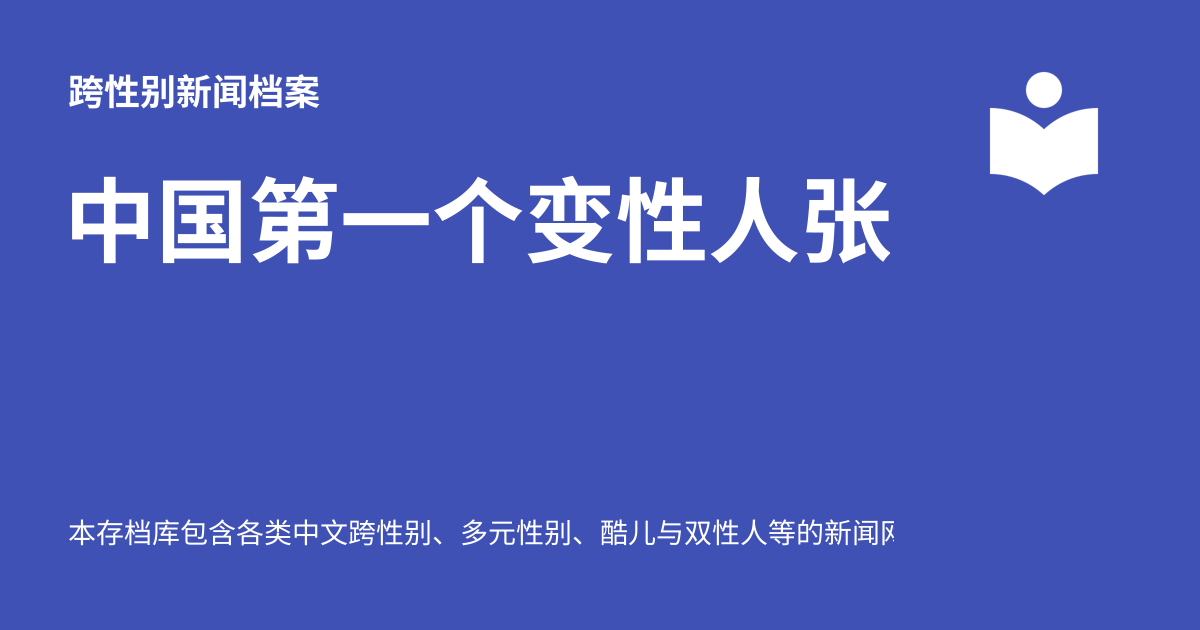 跨性别新闻档案
中国第一个变性人张
本存档库包含各类中文跨性别、多元性别、酷儿与双性人等的新闻